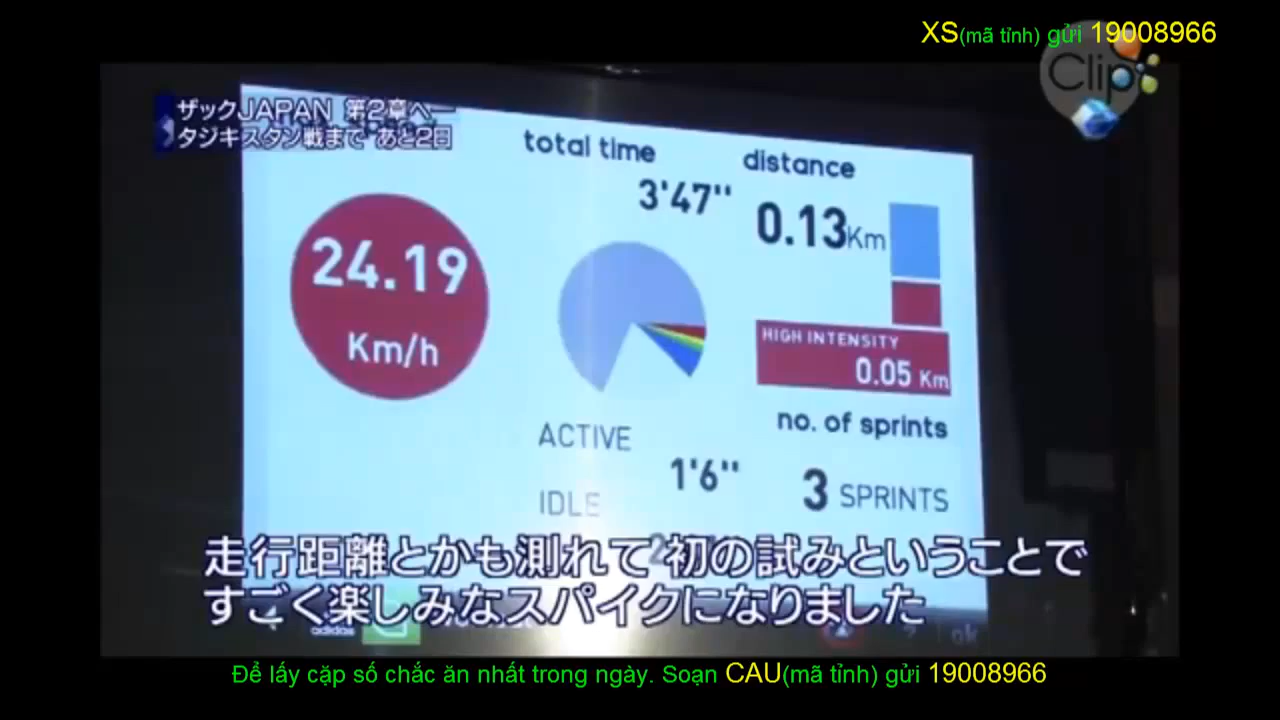 XS(mã tỉnh) gửi 19008966
Clip
ザックJAPAN 第2章へ―
タジキスタン戦まで あと2日
total time
3'47''
distance
0.13Km
24.19
Km/h
HIGH INTENSITY
0.05 Km
no. of sprints
ACTIVE
1'6''
3 SPRINTS
IDLE
走行距離とかも測れて 初の試みということで
すごく楽しみなスパイクになりました
adidas
ok
Để lấy cặp số chắc ăn nhất trong ngày. Soạn CAU(mã tỉnh) gửi 19008966